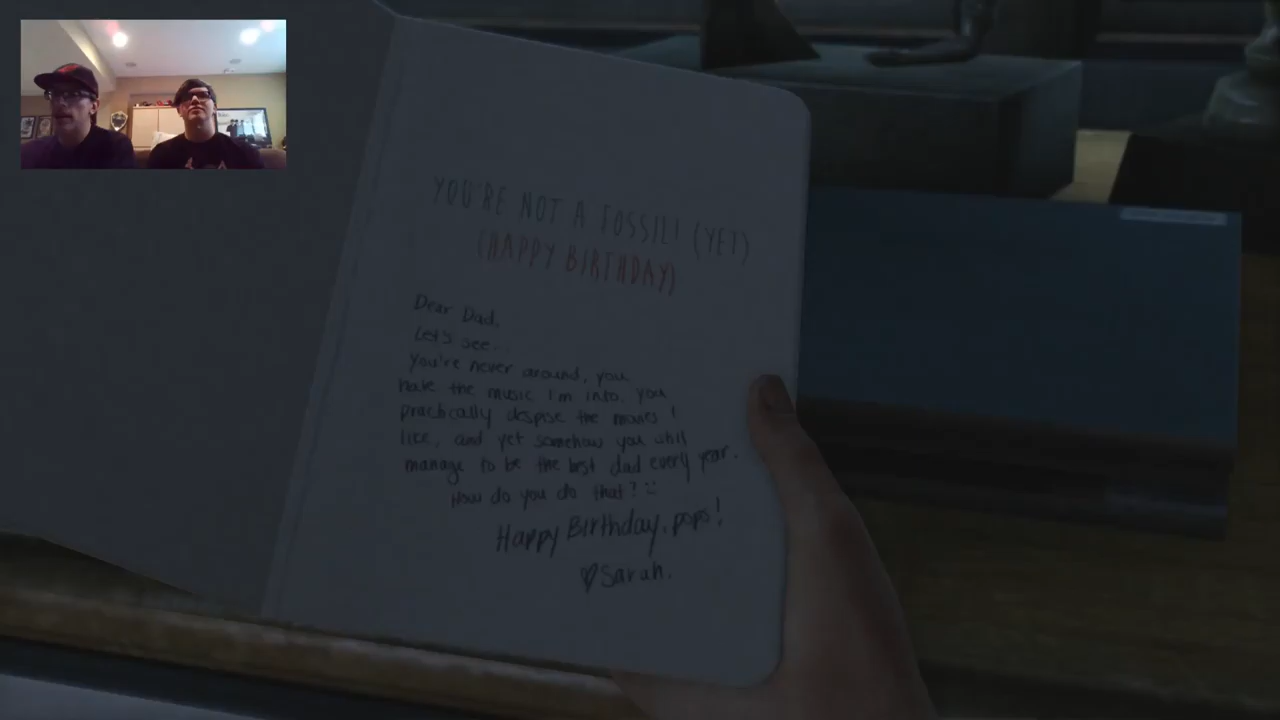 YOU'RE NOT A FOSSIL! (YET)
(HAPPY BIRTHDAY)
Dear Dad,
Let's see...
You're never around, you
hate the music I'm into, you
practically despise the movies I
like, and yet somehow you still
manage to be the best dad every year.
How do you do that? :)
Happy Birthday, pops!
♡ Sarah.